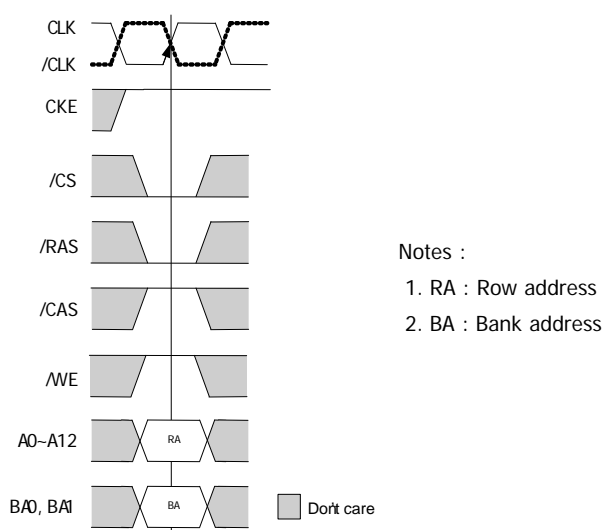 CLK
/CLK
CKE
/CS
/RAS
/CAS
/WE
A0~A12
RA
BA0, BA1
BA
Don't care
Notes :
1. RA : Row address
2. BA : Bank address